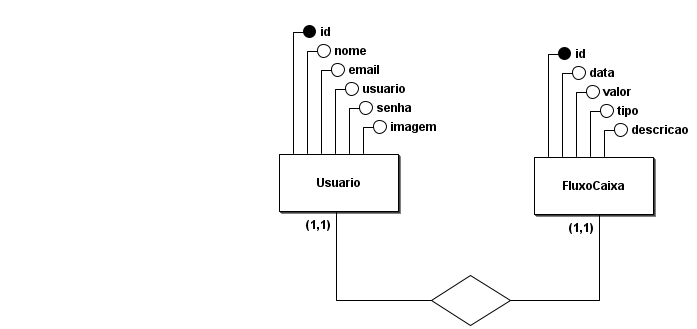 id
nome
email
usuario
senha
imagem
Usuario
(1,1)
id
data
valor
tipo
descricao
FluxoCaixa
(1,1)